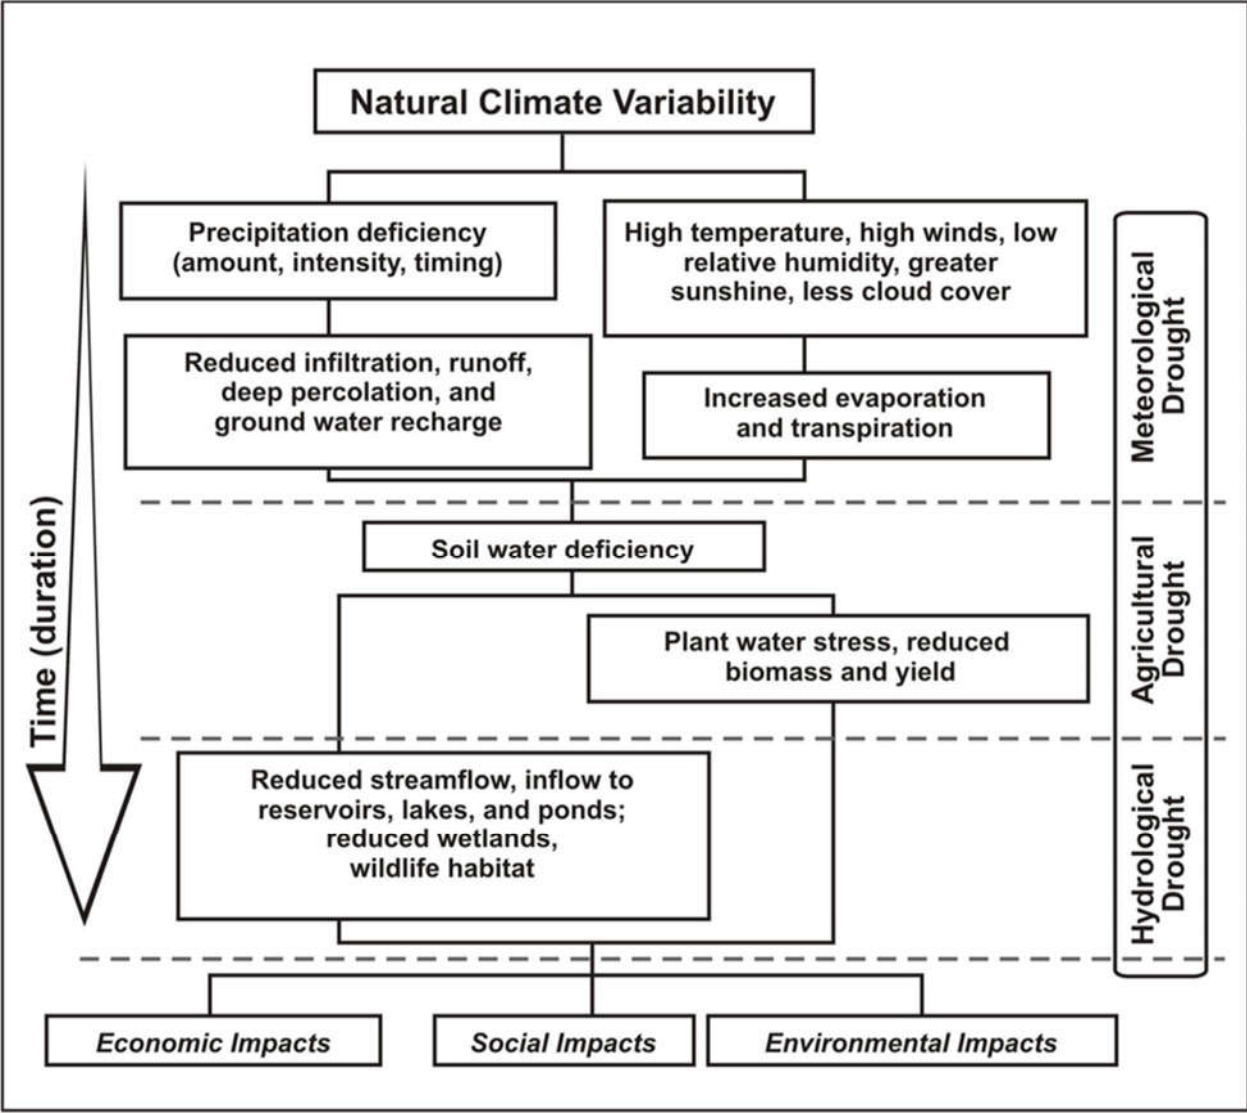 Natural Climate Variability
Precipitation deficiency
(amount, intensity, timing)
High temperature, high winds, low
relative humidity, greater
sunshine, less cloud cover
Reduced infiltration, runoff,
deep percolation, and
ground water recharge
Increased evaporation
and transpiration
Meteorological
Drought
Time (duration)
Soil water deficiency
Plant water stress, reduced
biomass and yield
Agricultural
Drought
Reduced streamflow, inflow to
reservoirs, lakes, and ponds;
reduced wetlands,
wildlife habitat
Hydrological
Drought
Economic Impacts
Social Impacts
Environmental Impacts